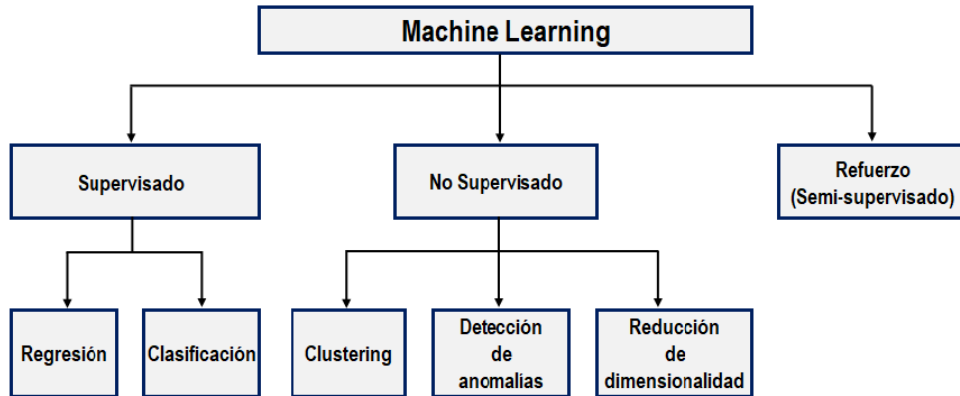 Machine Learning
Supervisado
No Supervisado
Refuerzo
(Semi-supervisado)
Regresión
Clasificación
Clustering
Detección
de
anomalías
Reducción
de
dimensionalidad